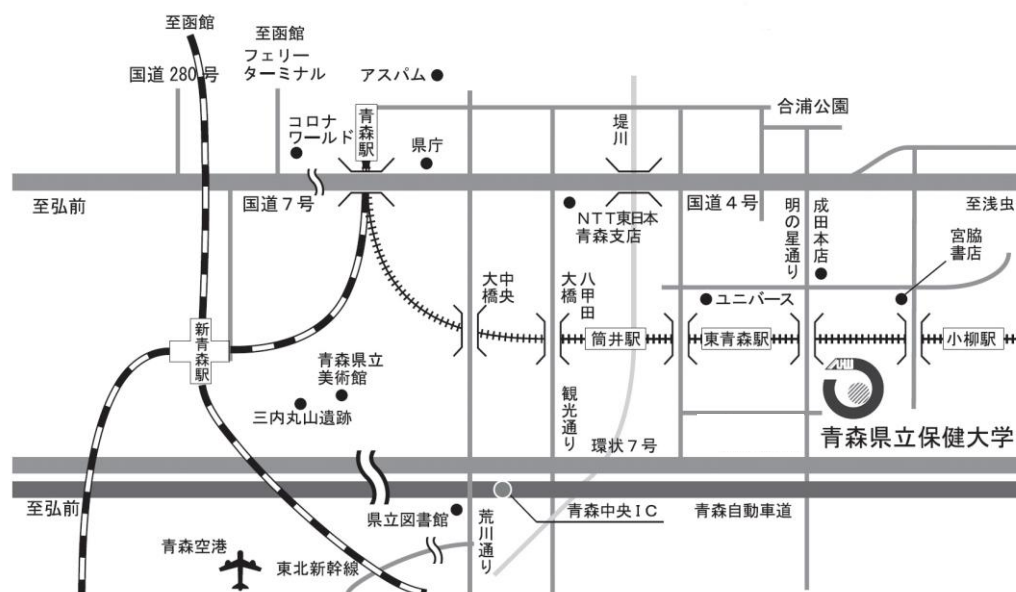 至函館
至函館
フェリー
ターミナル
国道280号
アスパム
合浦公園
コロナ
ワールド
青森駅
県庁
堤川
至弘前
国道7号
NTT東日本
青森支店
国道4号
明の星通り
成田本店
至浅虫
宮脇
書店
中央
大橋
八甲田
大橋
ユニバース
新青森駅
筒井駅
東青森駅
小柳駅
青森県立
美術館
三内丸山遺跡
観光通り
環状7号
青森県立保健大学
至弘前
県立図書館
荒川通り
青森中央IC
青森自動車道
青森空港
東北新幹線